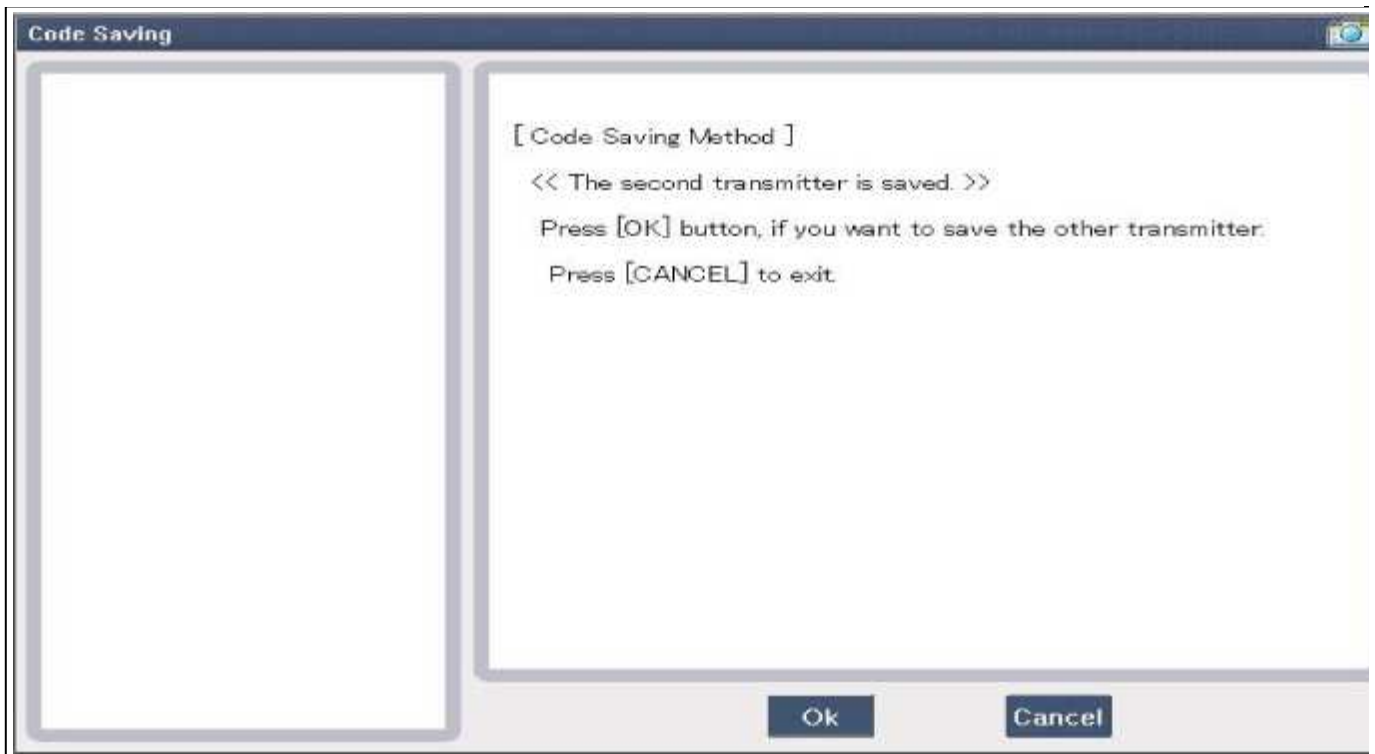 Code Saving
[ Code Saving Method ]
<< The second transmitter is saved. >>
Press [OK] button, if you want to save the other transmitter.
Press [CANCEL] to exit.
Ok
Cancel